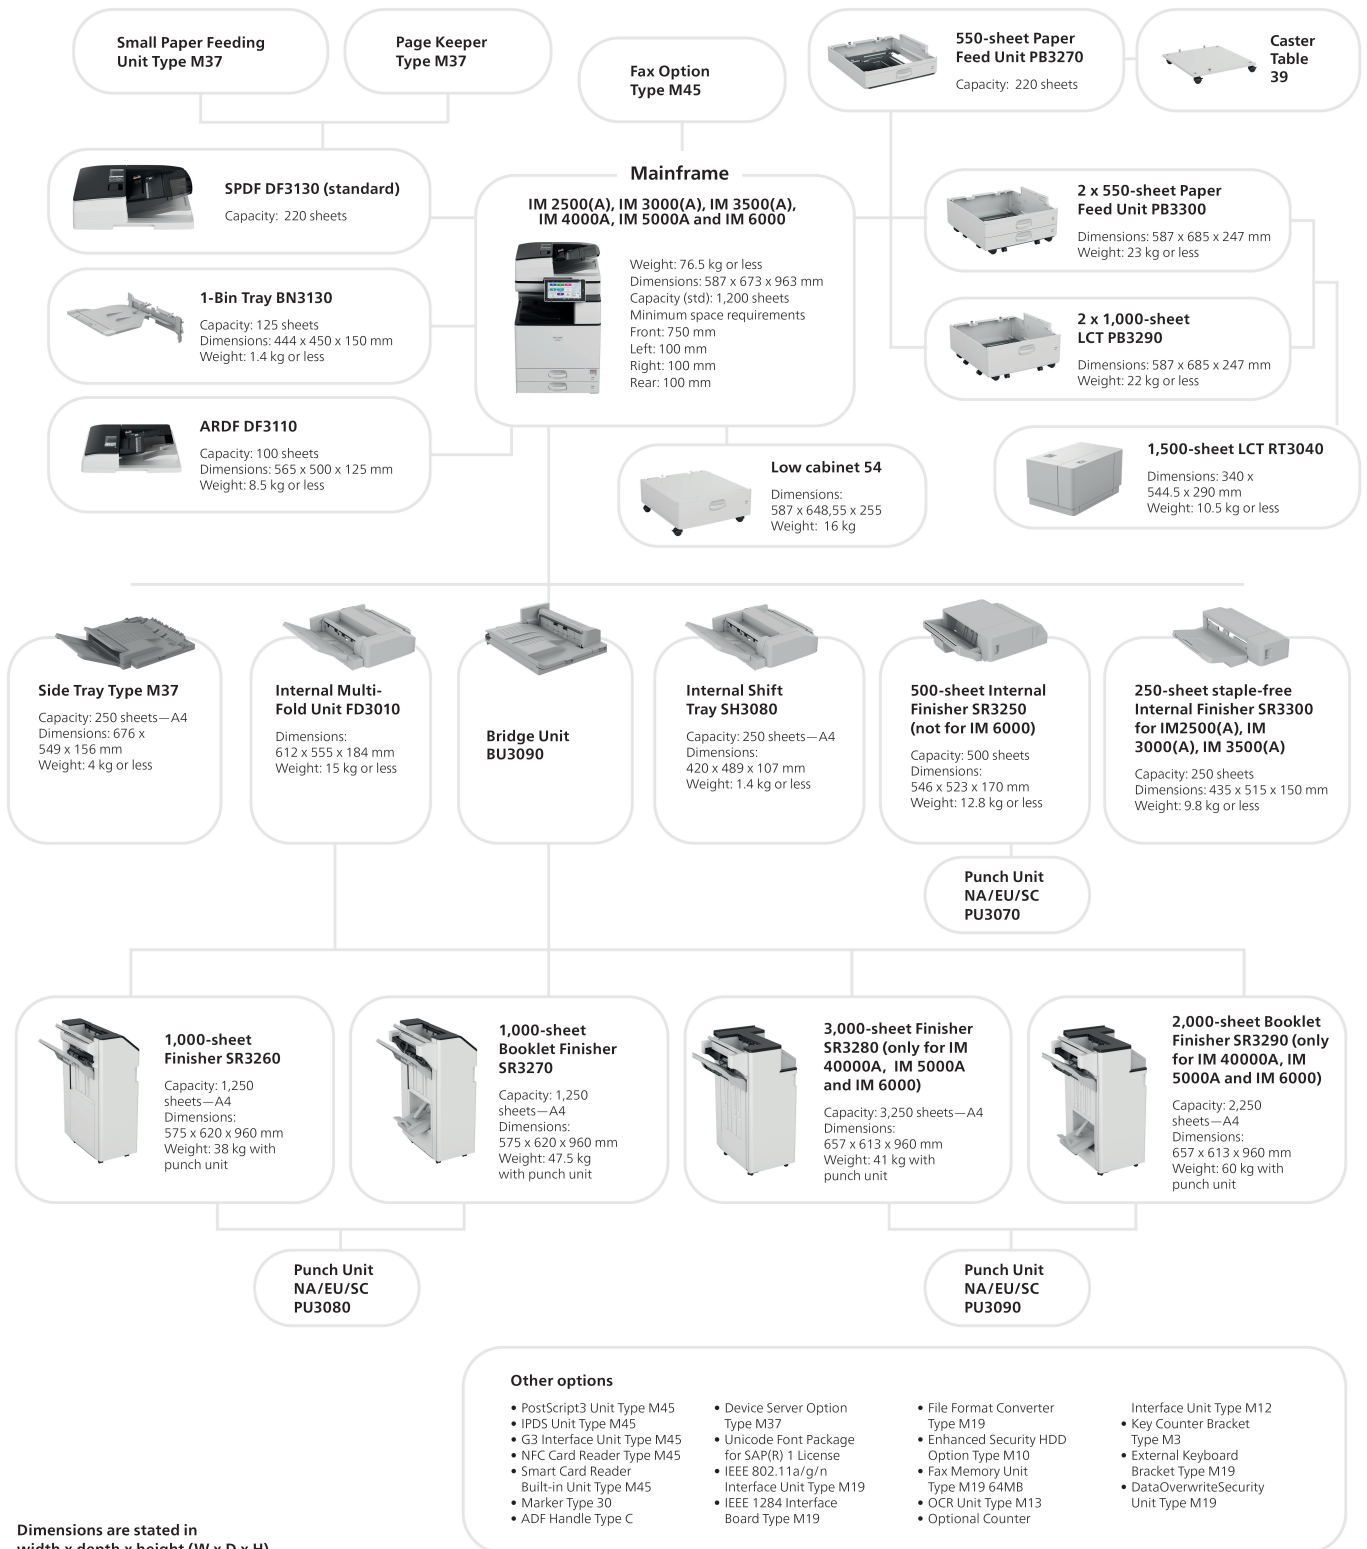 Small Paper Feeding
Unit Type M37
Page Keeper
Type M37
Fax Option
Type M45
550-sheet Paper
Feed Unit PB3270
Capacity: 220 sheets
Caster
Table
39
SPDF DF3130 (standard)
Capacity: 220 sheets
1-Bin Tray BN3130
Capacity: 125 sheets
Dimensions: 444 x 450 x 150 mm
Weight: 1.4 kg or less
ARDF DF3110
Capacity: 100 sheets
Dimensions: 565 x 500 x 125 mm
Weight: 8.5 kg or less
Mainframe
IM 2500(A), IM 3000(A), IM 3500(A),
IM 4000A, IM 5000A and IM 6000
Weight: 76.5 kg or less
Dimensions: 587 x 673 x 963 mm
Capacity (std): 1,200 sheets
Minimum space requirements
Front: 750 mm
Left: 100 mm
Right: 100 mm
Rear: 100 mm
2 x 550-sheet Paper
Feed Unit PB3300
Dimensions: 587 x 685 x 247 mm
Weight: 23 kg or less
2 x 1,000-sheet
LCT PB3290
Dimensions: 587 x 685 x 247 mm
Weight: 22 kg or less
Low cabinet 54
Dimensions:
587 x 648,55 x 255
Weight: 16 kg
1,500-sheet LCT RT3040
Dimensions: 340 x
544.5 x 290 mm
Weight: 10.5 kg or less
Side Tray Type M37
Capacity: 250 sheets—A4
Dimensions: 676 x
549 x 156 mm
Weight: 4 kg or less
Internal Multi-
Fold Unit FD3010
Dimensions:
612 x 555 x 184 mm
Weight: 15 kg or less
Bridge Unit
BU3090
Internal Shift
Tray SH3080
Capacity: 250 sheets—A4
Dimensions:
420 x 489 x 107 mm
Weight: 1.4 kg or less
500-sheet Internal
Finisher SR3250
(not for IM 6000)
Capacity: 500 sheets
Dimensions:
546 x 523 x 170 mm
Weight: 12.8 kg or less
250-sheet staple-free
Internal Finisher SR3300
for IM2500(A), IM
3000(A), IM 3500(A)
Capacity: 250 sheets
Dimensions: 435 x 515 x 150 mm
Weight: 9.8 kg or less
Punch Unit
NA/EU/SC
PU3070
1,000-sheet
Finisher SR3260
Capacity: 1,250
sheets—A4
Dimensions:
575 x 620 x 960 mm
Weight: 38 kg with
punch unit
1,000-sheet
Booklet Finisher
SR3270
Capacity: 1,250
sheets—A4
Dimensions:
575 x 620 x 960 mm
Weight: 47.5 kg
with punch unit
3,000-sheet Finisher
SR3280 (only for IM
40000A, IM 5000A
and IM 6000)
Capacity: 3,250 sheets—A4
Dimensions:
657 x 613 x 960 mm
Weight: 41 kg with
punch unit
2,000-sheet Booklet
Finisher SR3290 (only
for IM 40000A, IM
5000A and IM 6000)
Capacity: 2,250
sheets—A4
Dimensions:
657 x 613 x 960 mm
Weight: 60 kg with
punch unit
Punch Unit
NA/EU/SC
PU3080
Punch Unit
NA/EU/SC
PU3090
Other options
• PostScript3 Unit Type M45
• IPDS Unit Type M45
• G3 Interface Unit Type M45
• NFC Card Reader Type M45
• Smart Card Reader
Built-in Unit Type M45
• Marker Type 30
• ADF Handle Type C
• Device Server Option
Type M37
• Unicode Font Package
for SAP(R) 1 License
• IEEE 802.11a/g/n
Interface Unit Type M19
• IEEE 1284 Interface
Board Type M19
• File Format Converter
Type M19
• Enhanced Security HDD
Option Type M10
• Fax Memory Unit
Type M19 64MB
• OCR Unit Type M13
• Optional Counter
Interface Unit Type M12
• Key Counter Bracket
Type M3
• External Keyboard
Bracket Type M19
• DataOverwriteSecurity
Unit Type M19
Dimensions are stated in
width x depth x height (W x D x H)